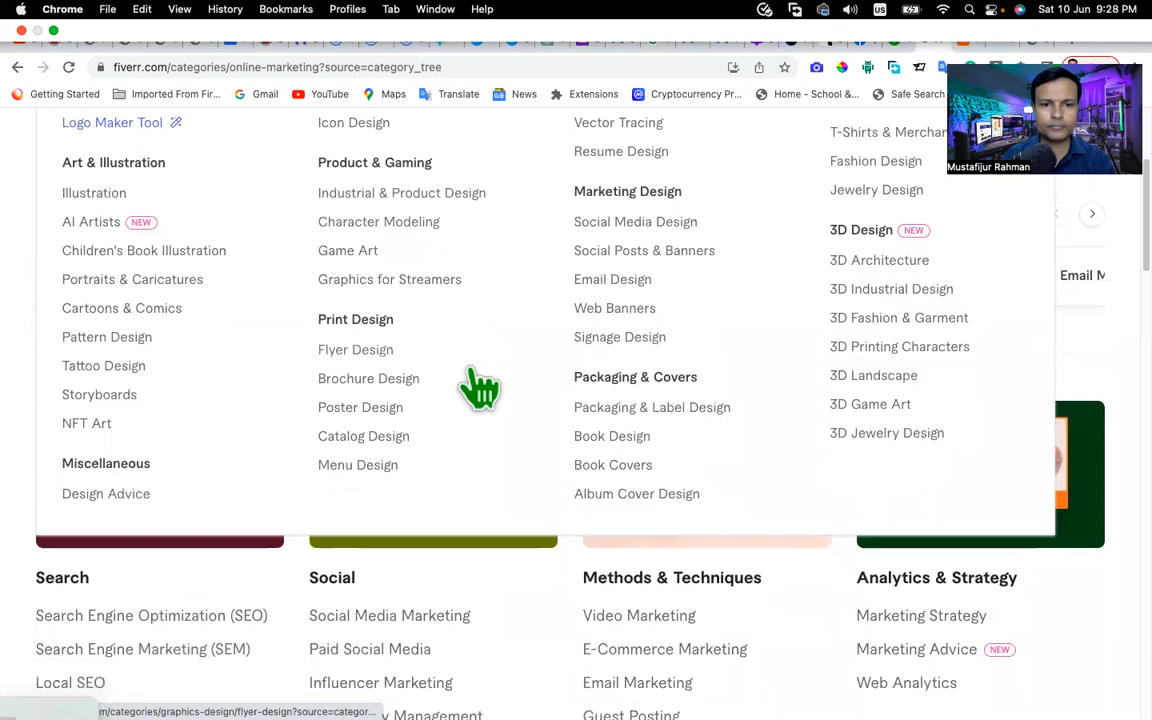 Chrome File Edit View History Bookmarks Profiles Tab Window Help Sat 10 Jun 9:28 PM
fiverr.com/categories/online-marketing?source=category_tree
Getting Started Imported From Fir... Gmail YouTube Maps Translate News Extensions Cryptocurrency Pr... Home - School &... Safe Search
Mustafijur Rahman
Logo Maker Tool
Art & Illustration
Illustration
AI Artists NEW
Children's Book Illustration
Portraits & Caricatures
Cartoons & Comics
Pattern Design
Tattoo Design
Storyboards
NFT Art
Miscellaneous
Design Advice
Icon Design
Product & Gaming
Industrial & Product Design
Character Modeling
Game Art
Graphics for Streamers
Print Design
Flyer Design
Brochure Design
Poster Design
Catalog Design
Menu Design
Vector Tracing
Resume Design
Marketing Design
Social Media Design
Social Posts & Banners
Email Design
Web Banners
Signage Design
Packaging & Covers
Packaging & Label Design
Book Design
Book Covers
Album Cover Design
T-Shirts & Merchan
Fashion Design
Jewelry Design
3D Design NEW
3D Architecture
3D Industrial Design
3D Fashion & Garment
3D Printing Characters
3D Landscape
3D Game Art
3D Jewelry Design
Email M
Search
Search Engine Optimization (SEO)
Search Engine Marketing (SEM)
Local SEO
Social
Social Media Marketing
Paid Social Media
Influencer Marketing
y Management
Methods & Techniques
Video Marketing
E-Commerce Marketing
Email Marketing
Guest Posting
Analytics & Strategy
Marketing Strategy
Marketing Advice NEW
Web Analytics
m/categories/graphics-design/flyer-design?source=categor...